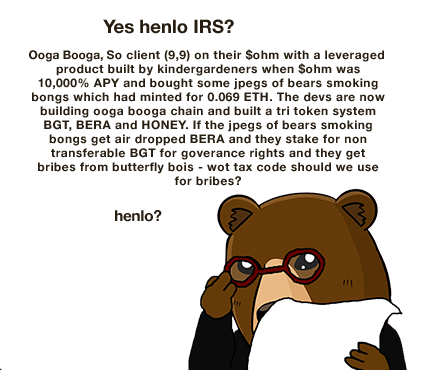 Yes henlo IRS?
Ooga Booga, So client (9,9) on their $ohm with a leveraged
product built by kindergardeners when $ohm was
10,000% APY and bought some jpegs of bears smoking
bongs which had minted for 0.069 ETH. The devs are now
building ooga booga chain and built a tri token system
BGT, BERA and HONEY. If the jpegs of bears smoking
bongs get air dropped BERA and they stake for non
transferable BGT for goverance rights and they get
bribes from butterfly bois - wot tax code should we use
for bribes?
henlo?